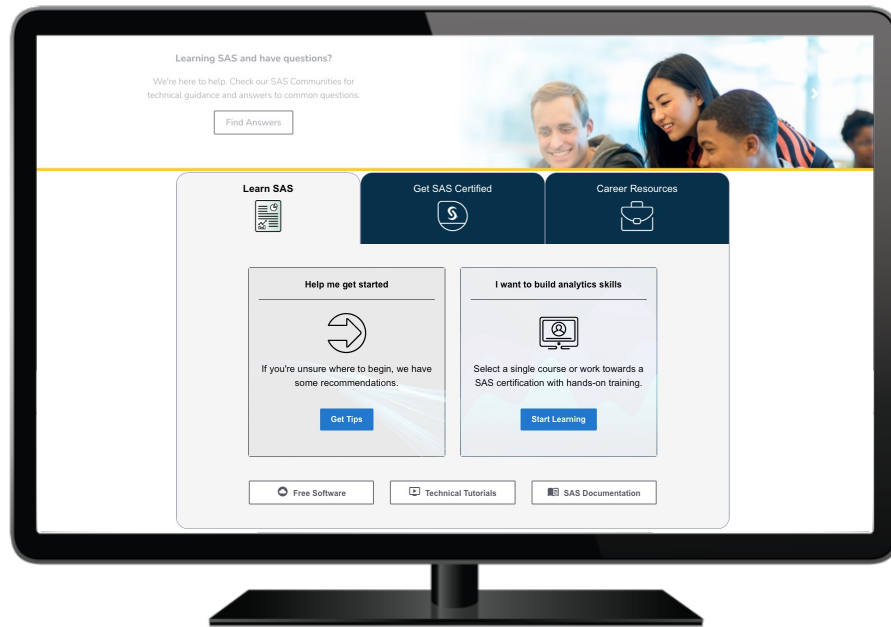 Learning SAS and have questions?
We're here to help. Check our SAS Communities for
technical guidance and answers to common questions.
Find Answers
Learn SAS
Get SAS Certified
Career Resources
Help me get started
If you're unsure where to begin, we have
some recommendations.
Get Tips
I want to build analytics skills
Select a single course or work towards a
SAS certification with hands-on training.
Start Learning
Free Software
Technical Tutorials
SAS Documentation